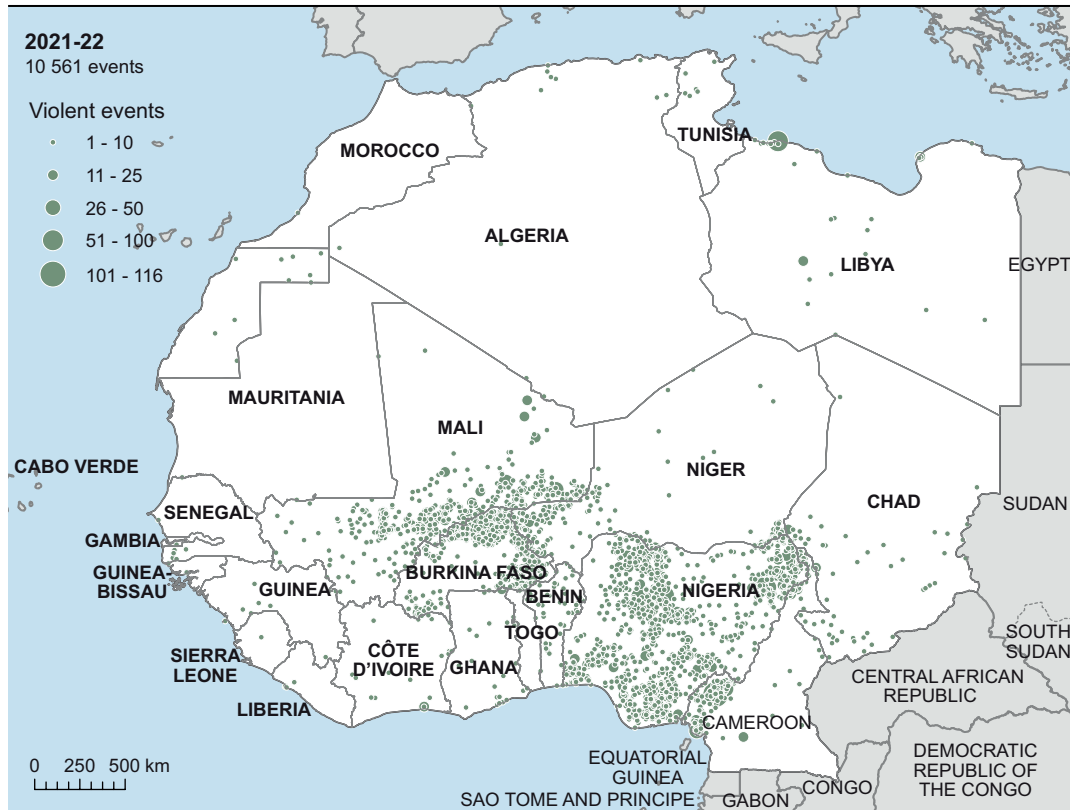 2021-22
10 561 events
Violent events
1 - 10
11 - 25
26 - 50
51 - 100
101 - 116
MOROCCO
TUNISIA
ALGERIA
LIBYA
EGYPT
MAURITANIA
MALI
NIGER
CHAD
SUDAN
CABO VERDE
SENEGAL
GAMBIA
GUINEA-
BISSAU
GUINEA
BURKINA FASO
BENIN
NIGERIA
SIERRA
LEONE
CÔTE
D'IVOIRE
GHANA
TOGO
SOUTH
SUDAN
LIBERIA
CENTRAL AFRICAN
REPUBLIC
CAMEROON
EQUATORIAL
GUINEA
SAO TOME AND PRINCIPE
GABON
CONGO
DEMOCRATIC
REPUBLIC OF
THE CONGO
0 250 500 km